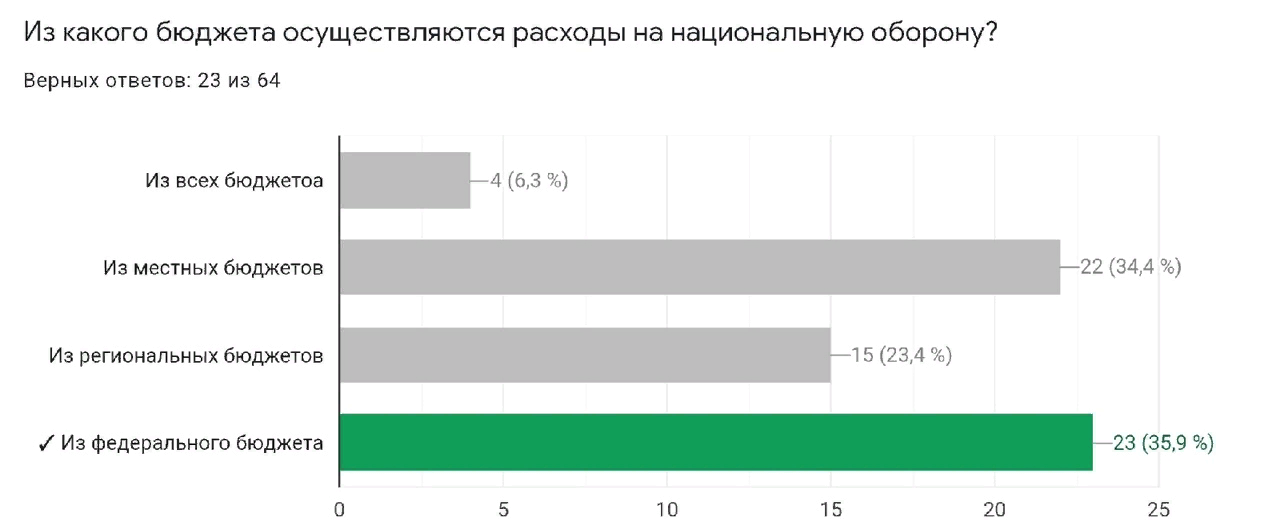 Из какого бюджета осуществляются расходы на национальную оборону?
Верных ответов: 23 из 64
Из всех бюджетоа
4 (6,3 %)
Из местных бюджетов
22 (34,4 %)
Из региональных бюджетов
15 (23,4 %)
✓ Из федерального бюджета
23 (35,9 %)
0 5 10 15 20 25